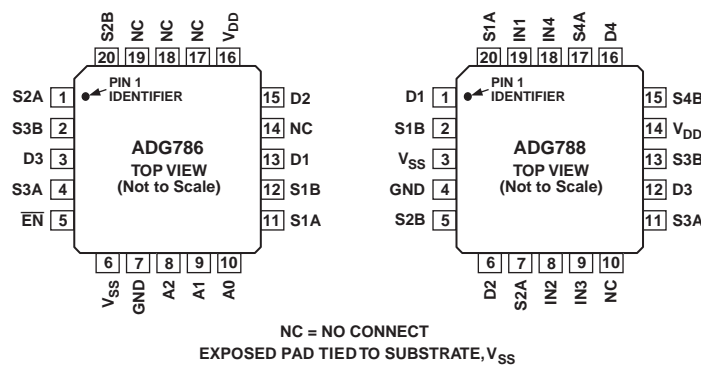 S2B NC NC NC VDD
20 19 18 17 16
PIN 1
IDENTIFIER
S2A 1
S3B 2
D3 3
S3A 4
EN 5
ADG786
TOP VIEW
(Not to Scale)
15 D2
14 NC
13 D1
12 S1B
11 S1A
6 7 8 9 10
VSS GND A2 A1 A0
S1A IN1 IN4 S4A D4
20 19 18 17 16
PIN 1
IDENTIFIER
D1 1
S1B 2
VSS 3
GND 4
S2B 5
ADG788
TOP VIEW
(Not to Scale)
15 S4B
14 VDD
13 S3B
12 D3
11 S3A
6 7 8 9 10
D2 S2A IN2 IN3 NC
NC = NO CONNECT
EXPOSED PAD TIED TO SUBSTRATE, VSS